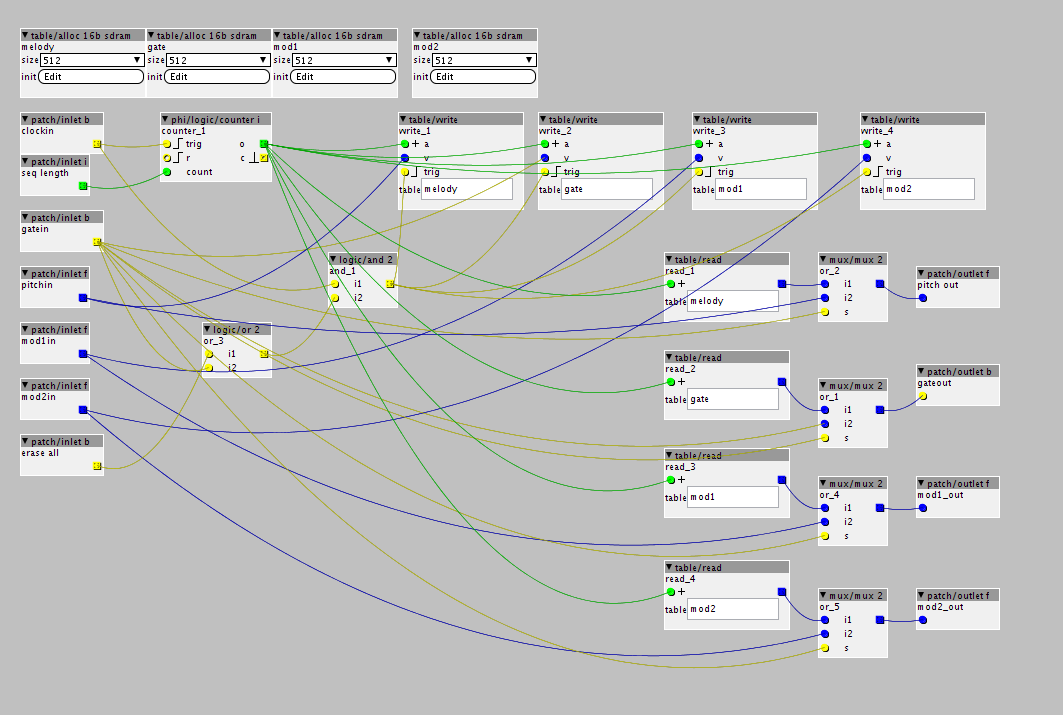 table/alloc 16b sdram
melody
size 512
init Edit
table/alloc 16b sdram
gate
size 512
init Edit
table/alloc 16b sdram
mod1
size 512
init Edit
table/alloc 16b sdram
mod2
size 512
init Edit
patch/inlet b
clockin
patch/inlet i
seq length
patch/inlet b
gatein
patch/inlet f
pitchin
patch/inlet f
mod1in
patch/inlet f
mod2in
patch/inlet b
erase all
phi/logic/counter i
counter_1
trig o
r c
count
logic/or 2
or_3
i1
i2
logic/and 2
and_1
i1
i2
table/write
write_1
+ a
v
trig
table melody
table/write
write_2
+ a
v
trig
table gate
table/write
write_3
+ a
v
trig
table mod1
table/write
write_4
+ a
v
trig
table mod2
table/read
read_1
+
table melody
mux/mux 2
or_2
i1
i2
s
patch/outlet f
pitch out
table/read
read_2
+
table gate
mux/mux 2
or_1
i1
i2
s
patch/outlet b
gateout
table/read
read_3
+
table mod1
mux/mux 2
or_4
i1
i2
s
patch/outlet f
mod1_out
table/read
read_4
+
table mod2
mux/mux 2
or_5
i1
i2
s
patch/outlet f
mod2_out